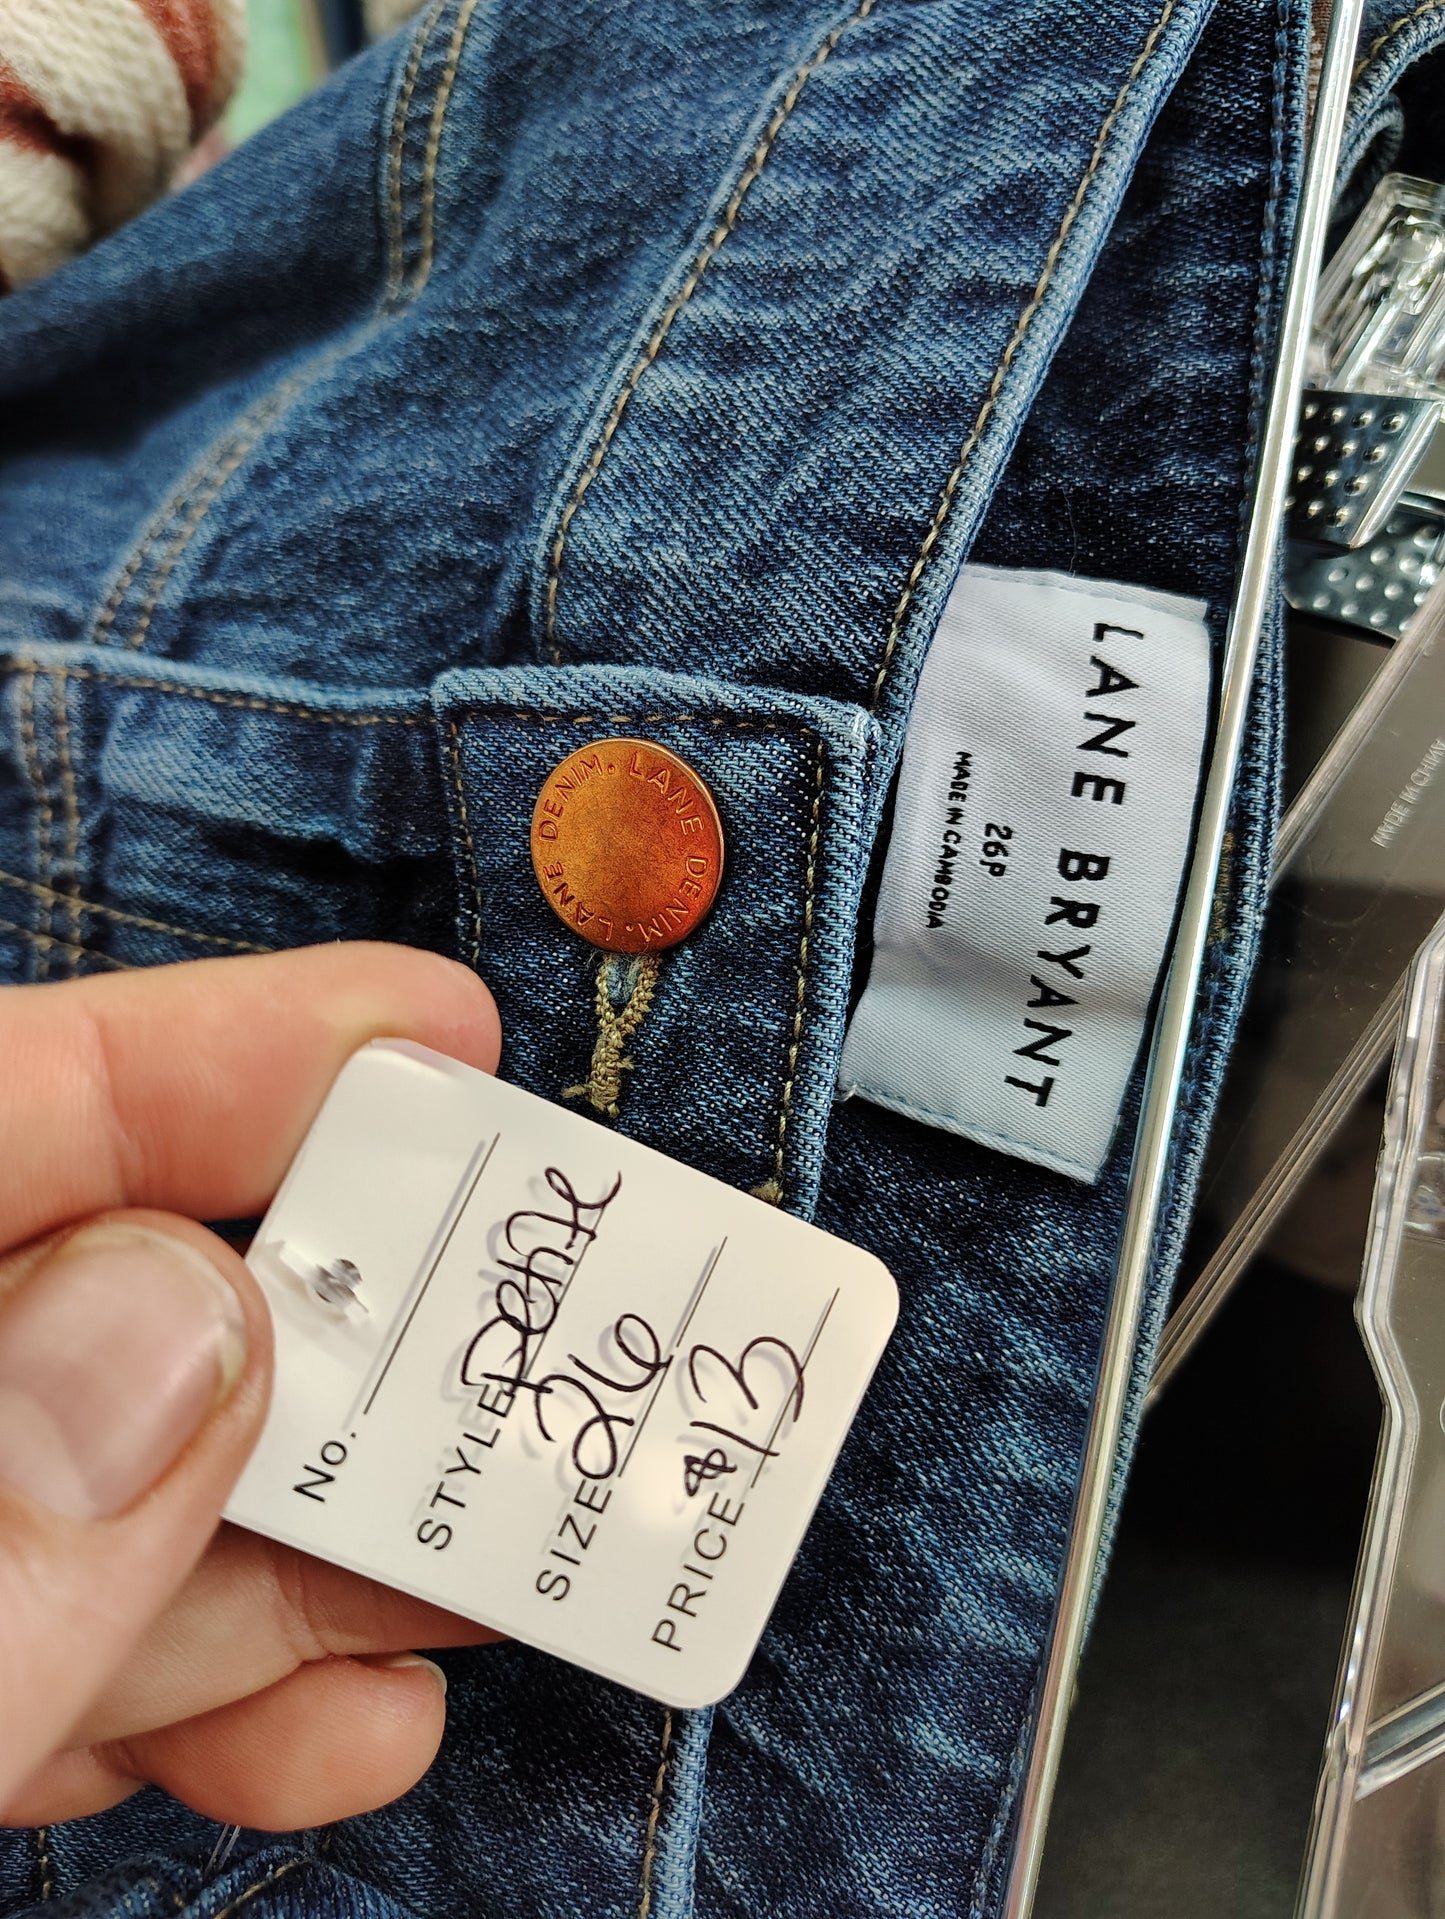 LANE BRYANT
26P
MADE IN CAMBODIA
LANE DENIM. LANE DENIM.
No.
STYLE Petite
SIZE 26
PRICE $13
MADE IN CHINA